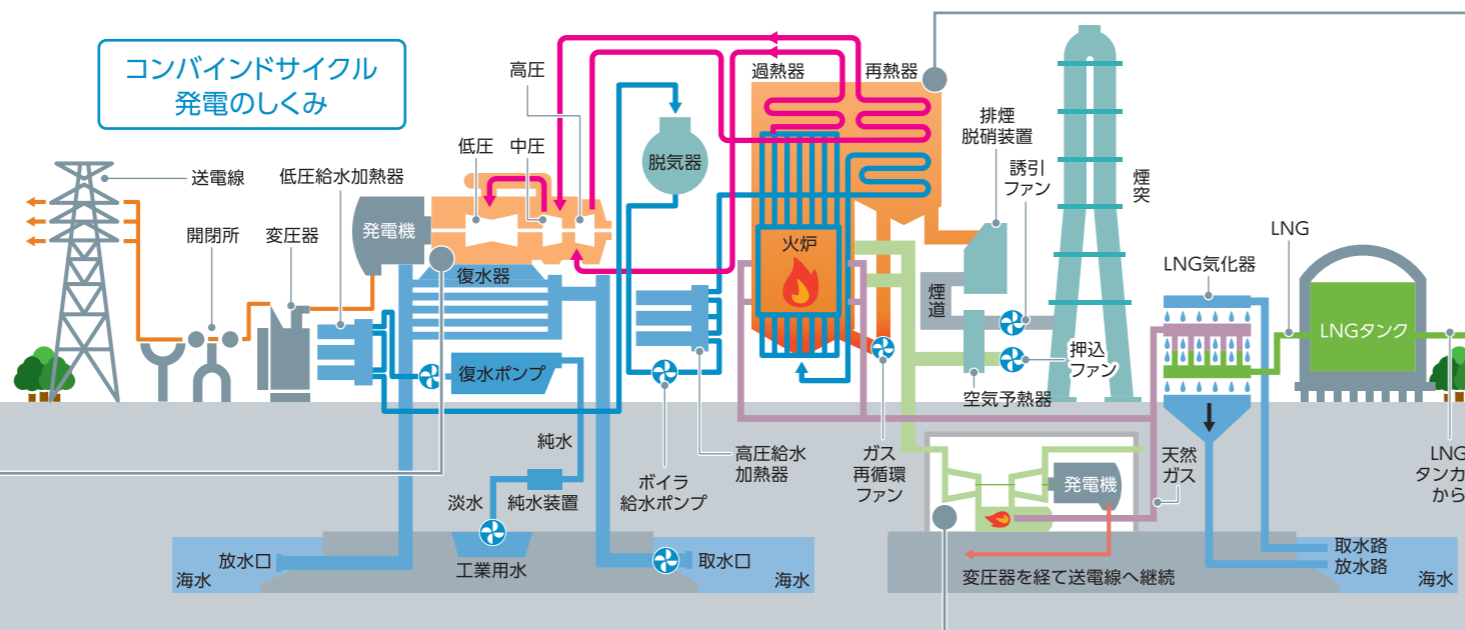 コンバインドサイクル
発電のしくみ
送電線
開閉所
変圧器
低圧給水加熱器
発電機
低圧
中圧
高圧
復水器
復水ポンプ
脱気器
過熱器
再熱器
火炉
排煙
脱硝装置
誘引
ファン
煙突
煙道
押込
ファン
空気予熱器
LNG気化器
LNG
LNGタンク
LNG
タンカ
から
純水
淡水
純水装置
工業用水
ボイラ
給水ポンプ
高圧給水
加熱器
ガス
再循環
ファン
発電機
天然
ガス
変圧器を経て送電線へ継続
放水口
海水
取水口
海水
取水路
放水路
海水